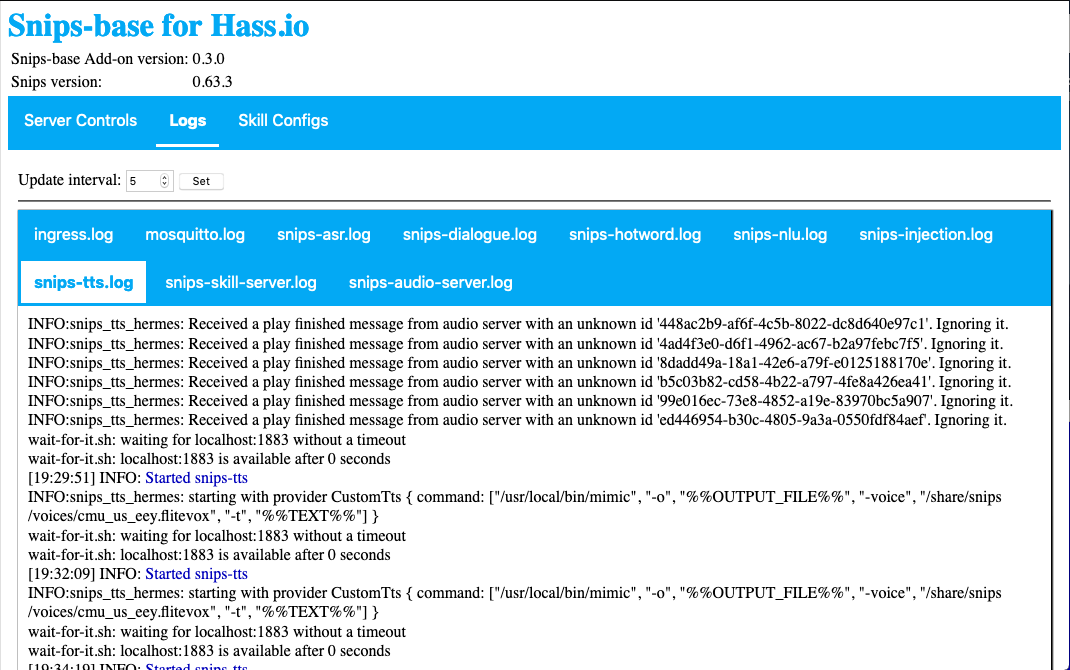 Snips-base for Hass.io
Snips-base Add-on version: 0.3.0
Snips version: 0.63.3
Server Controls Logs Skill Configs
Update interval: 5 Set
ingress.log mosquitto.log snips-asr.log snips-dialogue.log snips-hotword.log snips-nlu.log snips-injection.log
snips-tts.log snips-skill-server.log snips-audio-server.log
INFO:snips_tts_hermes: Received a play finished message from audio server with an unknown id '448ac2b9-af6f-4c5b-8022-dc8d640e97c1'. Ignoring it.
INFO:snips_tts_hermes: Received a play finished message from audio server with an unknown id '4ad4f3e0-d6f1-4962-ac67-b2a97febc7f5'. Ignoring it.
INFO:snips_tts_hermes: Received a play finished message from audio server with an unknown id '8dadd49a-18a1-42e6-a79f-e0125188170e'. Ignoring it.
INFO:snips_tts_hermes: Received a play finished message from audio server with an unknown id 'b5c03b82-cd58-4b22-a797-4fe8a426ea41'. Ignoring it.
INFO:snips_tts_hermes: Received a play finished message from audio server with an unknown id '99e016ec-73e8-4852-a19e-83970bc5a907'. Ignoring it.
INFO:snips_tts_hermes: Received a play finished message from audio server with an unknown id 'ed446954-b30c-4805-9a3a-0550fdf84aef'. Ignoring it.
wait-for-it.sh: waiting for localhost:1883 without a timeout
wait-for-it.sh: localhost:1883 is available after 0 seconds
[19:29:51] INFO: Started snips-tts
INFO:snips_tts_hermes: starting with provider CustomTts { command: ["/usr/local/bin/mimic", "-o", "%%OUTPUT_FILE%%", "-voice", "/share/snips
/voices/cmu_us_eey.flitevox", "-t", "%%TEXT%%"] }
wait-for-it.sh: waiting for localhost:1883 without a timeout
wait-for-it.sh: localhost:1883 is available after 0 seconds
[19:32:09] INFO: Started snips-tts
INFO:snips_tts_hermes: starting with provider CustomTts { command: ["/usr/local/bin/mimic", "-o", "%%OUTPUT_FILE%%", "-voice", "/share/snips
/voices/cmu_us_eey.flitevox", "-t", "%%TEXT%%"] }
wait-for-it.sh: waiting for localhost:1883 without a timeout
wait-for-it.sh: localhost:1883 is available after 0 seconds
[19:34:19] INFO: Started snips-tts